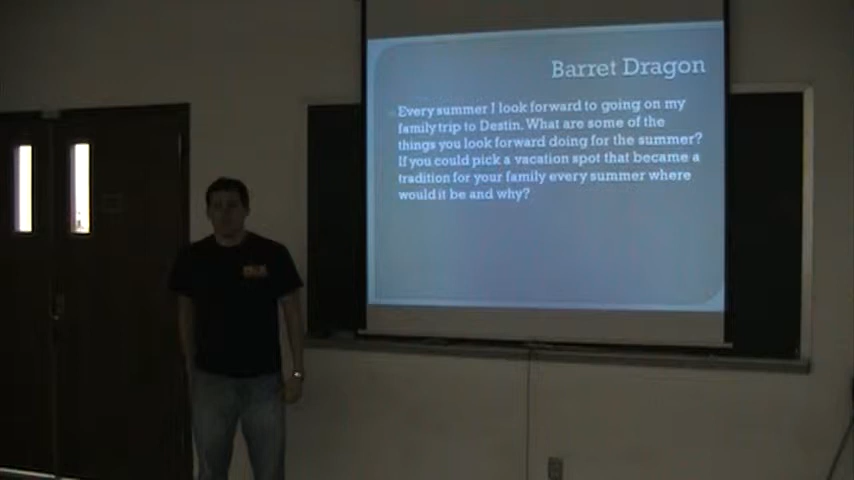 Barret Dragon
Every summer I look forward to going on my
family trip to Destin. What are some of the
things you look forward doing for the summer?
If you could pick a vacation spot that became a
tradition for your family every summer where
would it be and why?